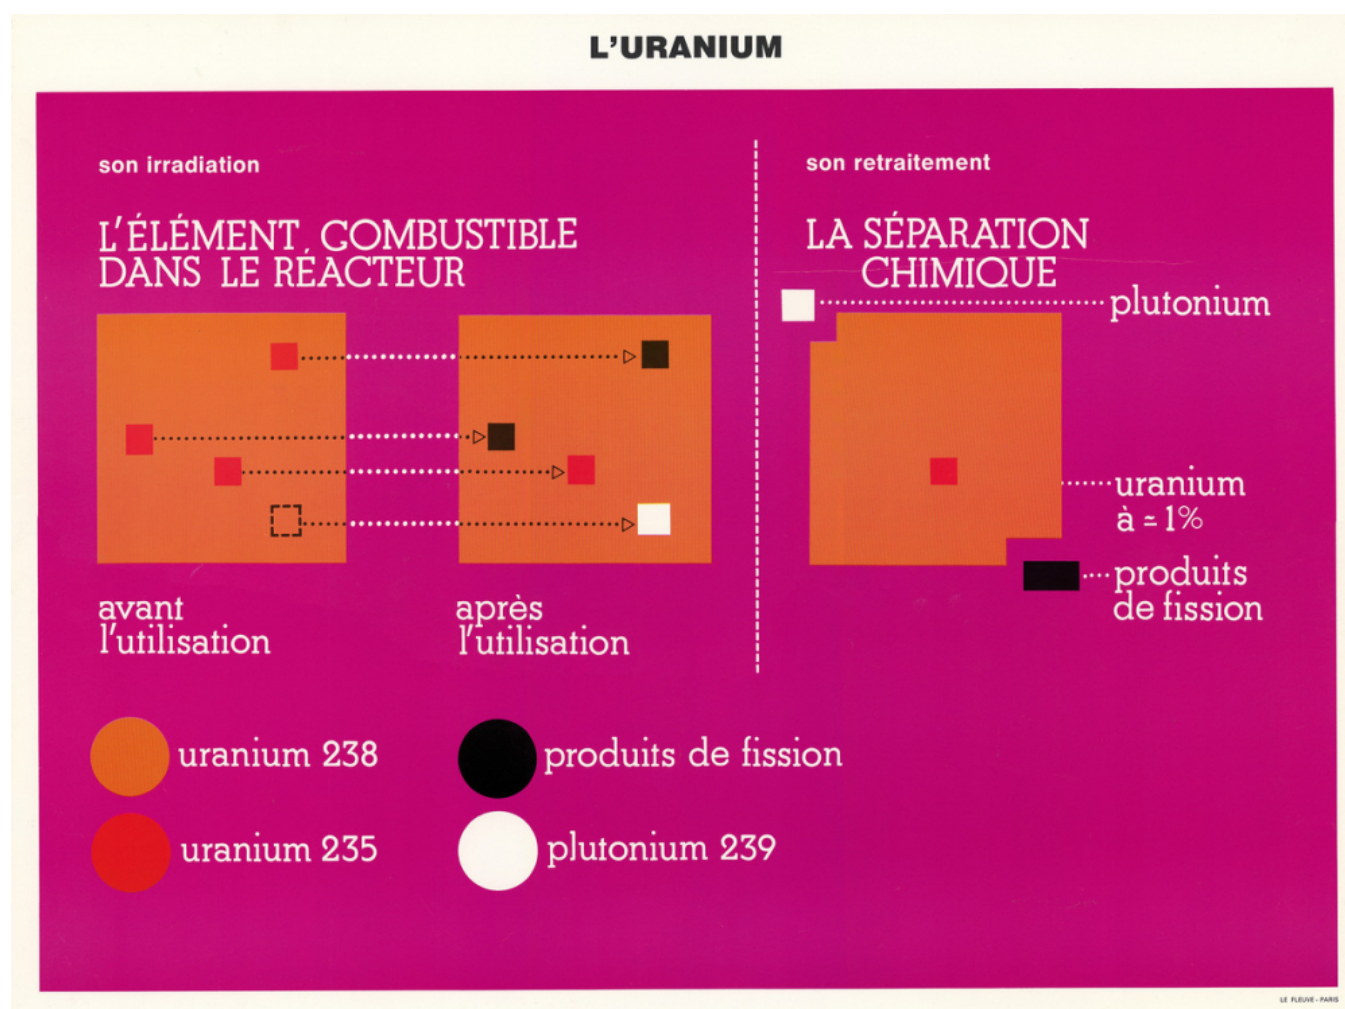 L'URANIUM
son irradiation
L'ÉLÉMENT COMBUSTIBLE
DANS LE RÉACTEUR
avant
l'utilisation
après
l'utilisation
son retraitement
LA SÉPARATION
CHIMIQUE
plutonium
uranium
à ≃ 1%
produits
de fission
uranium 238
uranium 235
produits de fission
plutonium 239
LE FLEUVE - PARIS